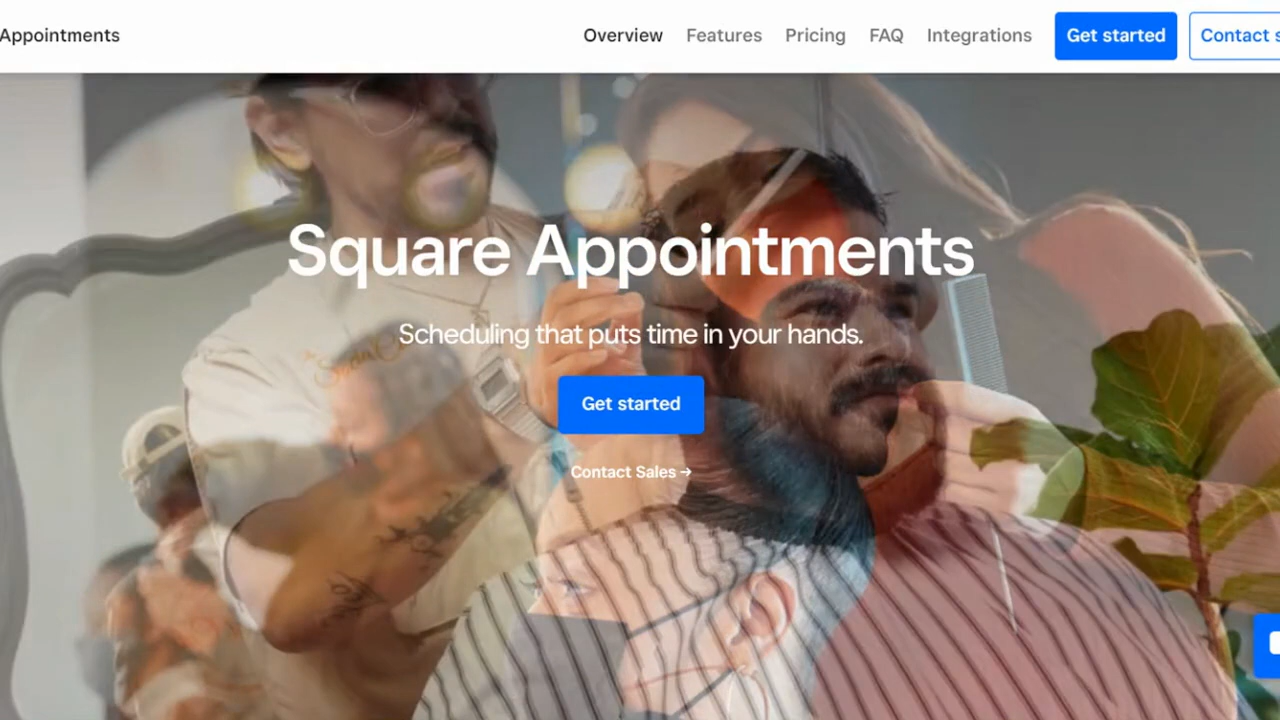 Appointments
Overview Features Pricing FAQ Integrations Get started Contact s
Square Appointments
Scheduling that puts time in your hands.
Get started
Contact Sales →